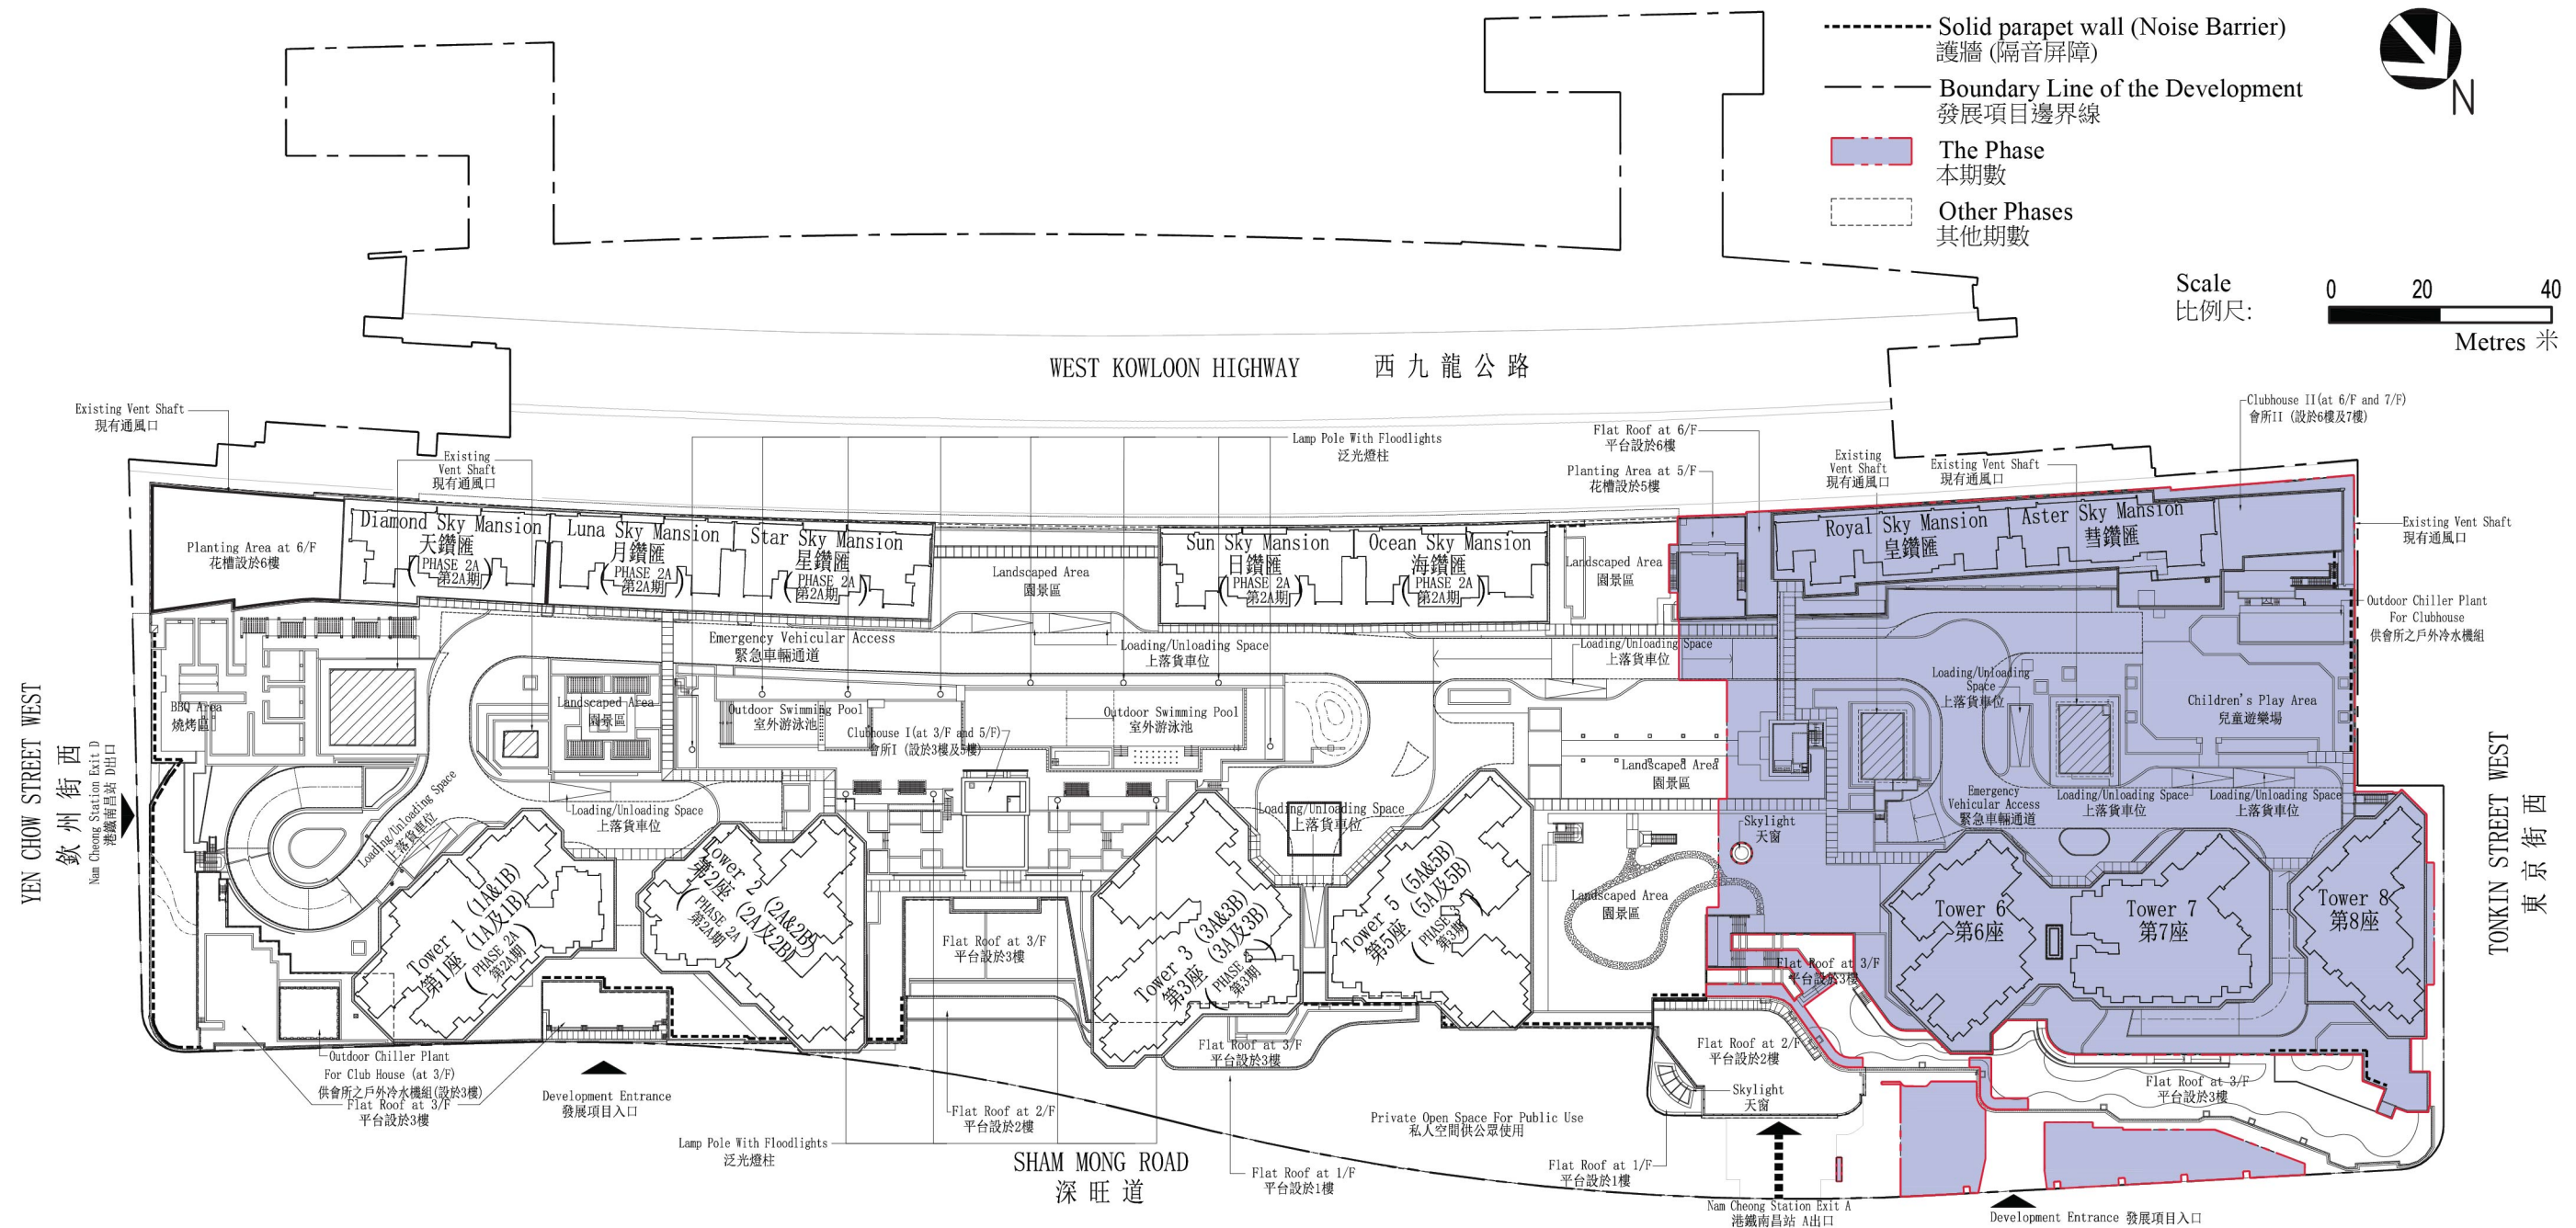 Solid parapet wall (Noise Barrier)
護牆 (隔音屏障)
Boundary Line of the Development
發展項目邊界線
The Phase
本期數
Other Phases
其他期數
N
Scale
比例尺:
0 20 40
Metres 米
WEST KOWLOON HIGHWAY 西九龍公路
Existing Vent Shaft
現有通風口
Existing
Vent Shaft
現有通風口
Lamp Pole With Floodlights
泛光燈柱
Flat Roof at 6/F
平台設於6樓
Planting Area at 5/F
花槽設於5樓
Existing
Vent Shaft
現有通風口
Existing Vent Shaft
現有通風口
Clubhouse II(at 6/F and 7/F)
會所II (設於6樓及7樓)
Existing Vent Shaft
現有通風口
Planting Area at 6/F
花槽設於6樓
Diamond Sky Mansion
天鑽匯
(PHASE 2A
第2A期)
Luna Sky Mansion
月鑽匯
(PHASE 2A
第2A期)
Star Sky Mansion
星鑽匯
(PHASE 2A
第2A期)
Landscaped Area
園景區
Sun Sky Mansion
日鑽匯
(PHASE 2A
第2A期)
Ocean Sky Mansion
海鑽匯
(PHASE 2A
第2A期)
Landscaped Area
園景區
Royal Sky Mansion
皇鑽匯
Aster Sky Mansion
彗鑽匯
Outdoor Chiller Plant
For Clubhouse
供會所之戶外冷水機組
Emergency Vehicular Access
緊急車輛通道
Loading/Unloading Space
上落貨車位
Loading/Unloading Space
上落貨車位
Loading/Unloading
Space
上落貨車位
Children's Play Area
兒童遊樂場
BBQ Area
燒烤區
Landscaped Area
園景區
Outdoor Swimming Pool
室外游泳池
Clubhouse I(at 3/F and 5/F)
會所I (設於3樓及5樓)
Outdoor Swimming Pool
室外游泳池
Landscaped Area
園景區
YEN CHOW STREET WEST
欽州街西
Nam Cheong Station Exit D
港鐵南昌站 D出口
TONKIN STREET WEST
東京街西
Loading/Unloading Space
上落貨車位
Loading/Unloading Space
上落貨車位
Loading/Unloading Space
上落貨車位
Skylight
天窗
Emergency
Vehicular Access
緊急車輛通道
Loading/Unloading Space
上落貨車位
Loading/Unloading Space
上落貨車位
Tower 1 (1A&1B)
第1座 (1A及1B)
(PHASE 2A
第2A期)
Tower 2 (2A&2B)
第2座 (2A及2B)
(PHASE 2A
第2A期)
Flat Roof at 3/F
平台設於3樓
Tower 3 (3A&3B)
第3座 (3A及3B)
(PHASE 3
第3期)
Tower 5 (5A&5B)
第5座 (5A及5B)
(PHASE 3
第3期)
Landscaped Area
園景區
Tower 6
第6座
Tower 7
第7座
Tower 8
第8座
Flat Roof at 3/F
平台設於3樓
Outdoor Chiller Plant
For Club House (at 3/F)
供會所之戶外冷水機組(設於3樓)
Flat Roof at 3/F
平台設於3樓
Development Entrance
發展項目入口
Flat Roof at 3/F
平台設於3樓
Flat Roof at 2/F
平台設於2樓
Skylight
天窗
Flat Roof at 3/F
平台設於3樓
Flat Roof at 2/F
平台設於2樓
Private Open Space For Public Use
私人空間供公眾使用
Lamp Pole With Floodlights
泛光燈柱
SHAM MONG ROAD
深旺道
Flat Roof at 1/F
平台設於1樓
Flat Roof at 1/F
平台設於1樓
Nam Cheong Station Exit A
港鐵南昌站 A出口
Development Entrance 發展項目入口